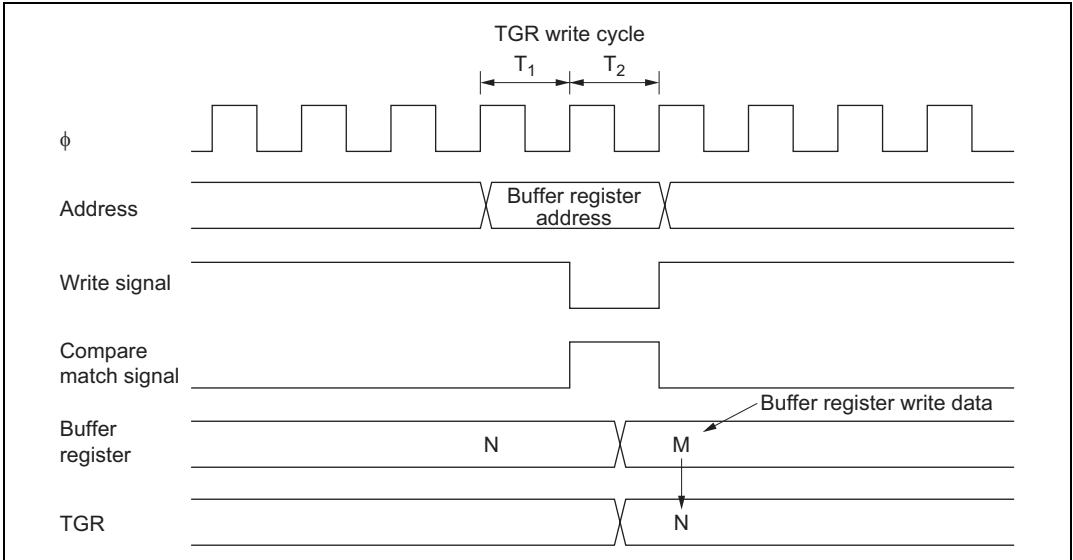 TGR write cycle
T₁ T₂
ϕ
Address
Buffer register
address
Write signal
Compare
match signal
Buffer register write data
Buffer
register
N M
TGR
N